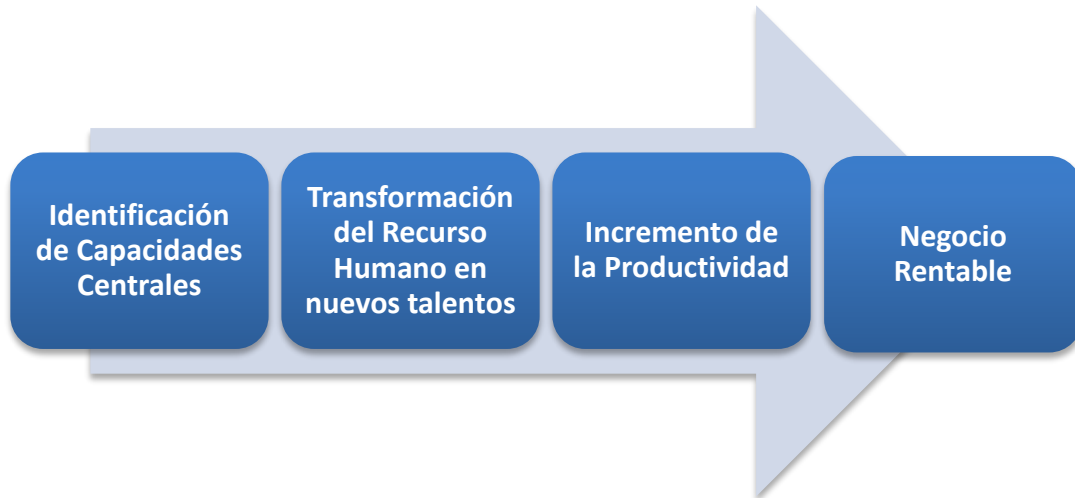 Identificación
de Capacidades
Centrales
Transformación
del Recurso
Humano en
nuevos talentos
Incremento de
la Productividad
Negocio
Rentable